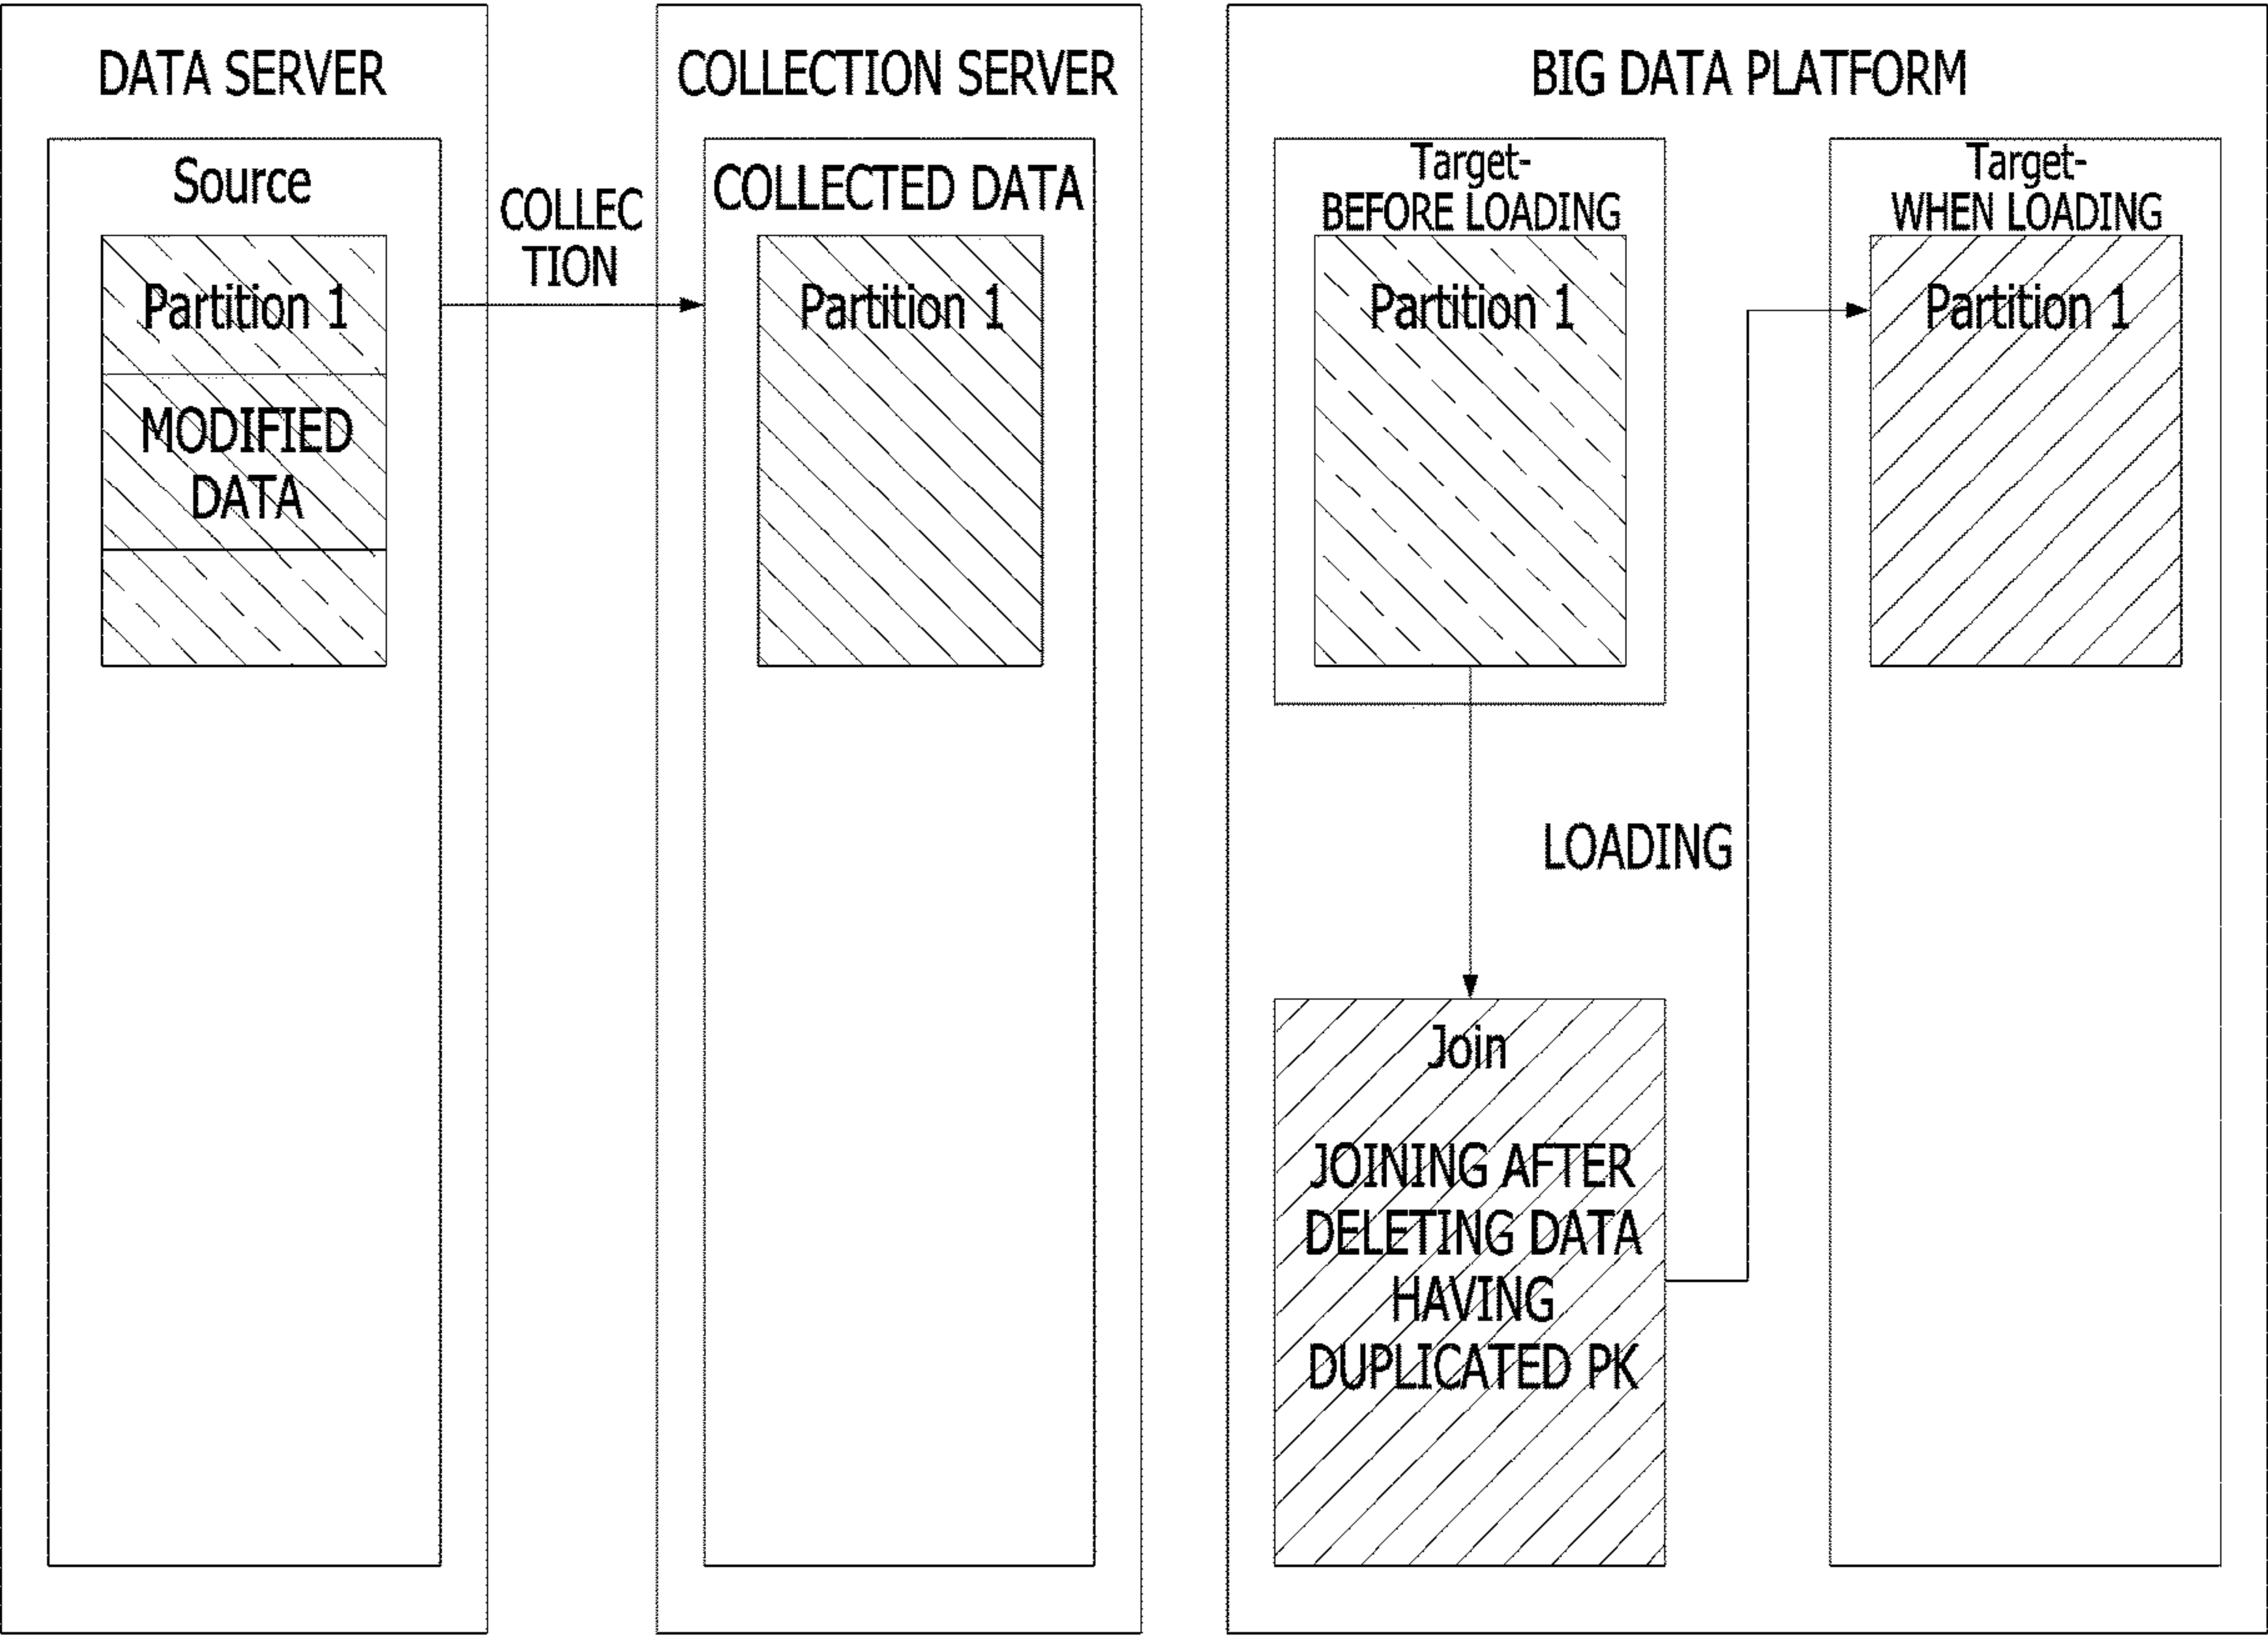 DATA SERVER
Source
Partition 1
MODIFIED
DATA
COLLEC
TION
COLLECTION SERVER
COLLECTED DATA
Partition 1
BIG DATA PLATFORM
Target-
BEFORE LOADING
Partition 1
Target-
WHEN LOADING
Partition 1
LOADING
Join
JOINING AFTER
DELETING DATA
HAVING
DUPLICATED PK